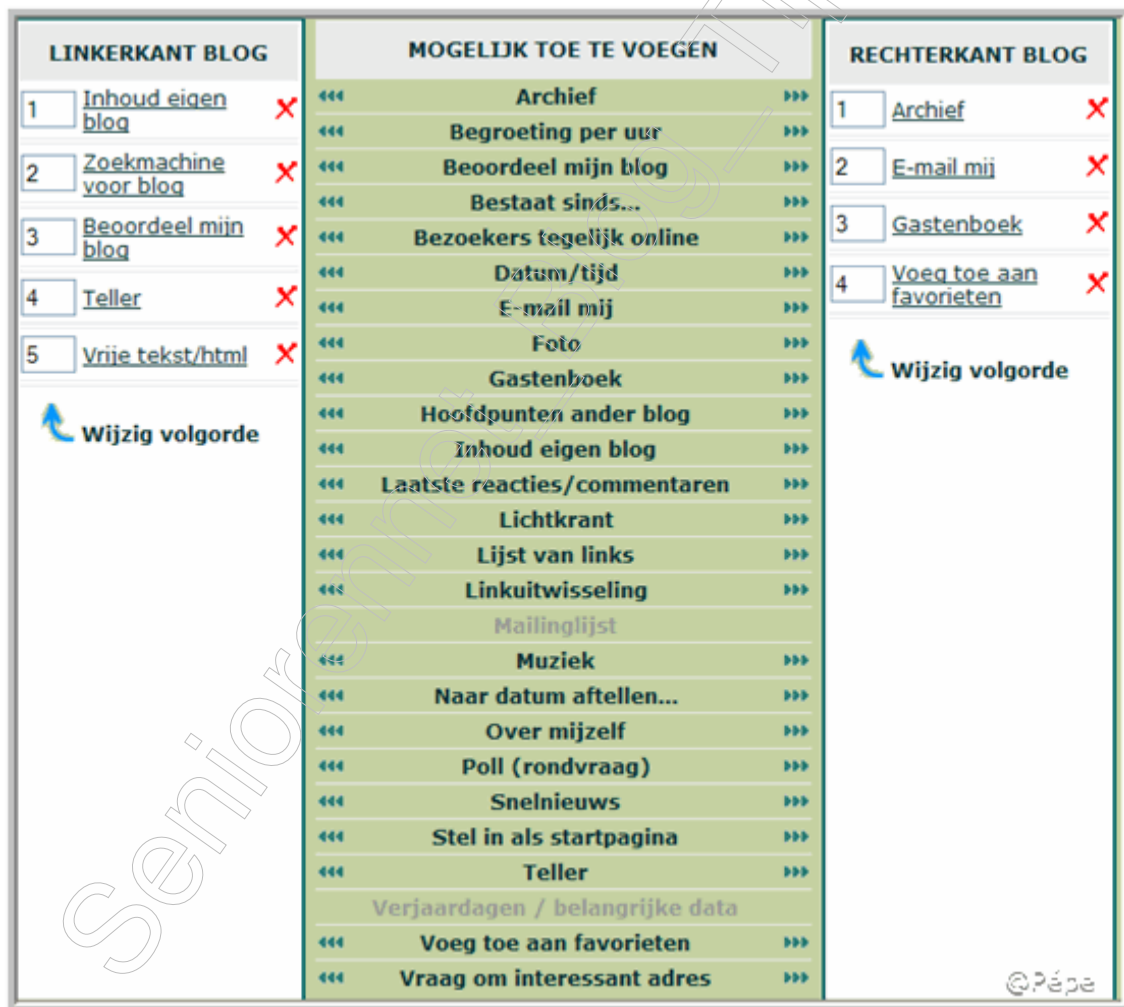 LINKERKANT BLOG
1 Inhoud eigen
blog
2 Zoekmachine
voor blog
3 Beoordeel mijn
blog
4 Teller
5 Vrije tekst/html
Wijzig volgorde
MOGELIJK TOE TE VOEGEN
Archief
Begroeting per uur
Beoordeel mijn blog
Bestaat sinds...
Bezoekers tegelijk online
Datum/tijd
E-mail mij
Foto
Gastenboek
Hoofdpunten ander blog
Inhoud eigen blog
Laatste reacties/commentaren
Lichtkrant
Lijst van links
Linkuitwisseling
Mailinglijst
Muziek
Naar datum aftellen...
Over mijzelf
Poll (rondvraag)
Snelnieuws
Stel in als startpagina
Teller
Verjaardagen / belangrijke data
Voeg toe aan favorieten
Vraag om interessant adres
RECHTERKANT BLOG
1 Archief
2 E-mail mij
3 Gastenboek
4 Voeg toe aan
favorieten
Wijzig volgorde
@Pépe